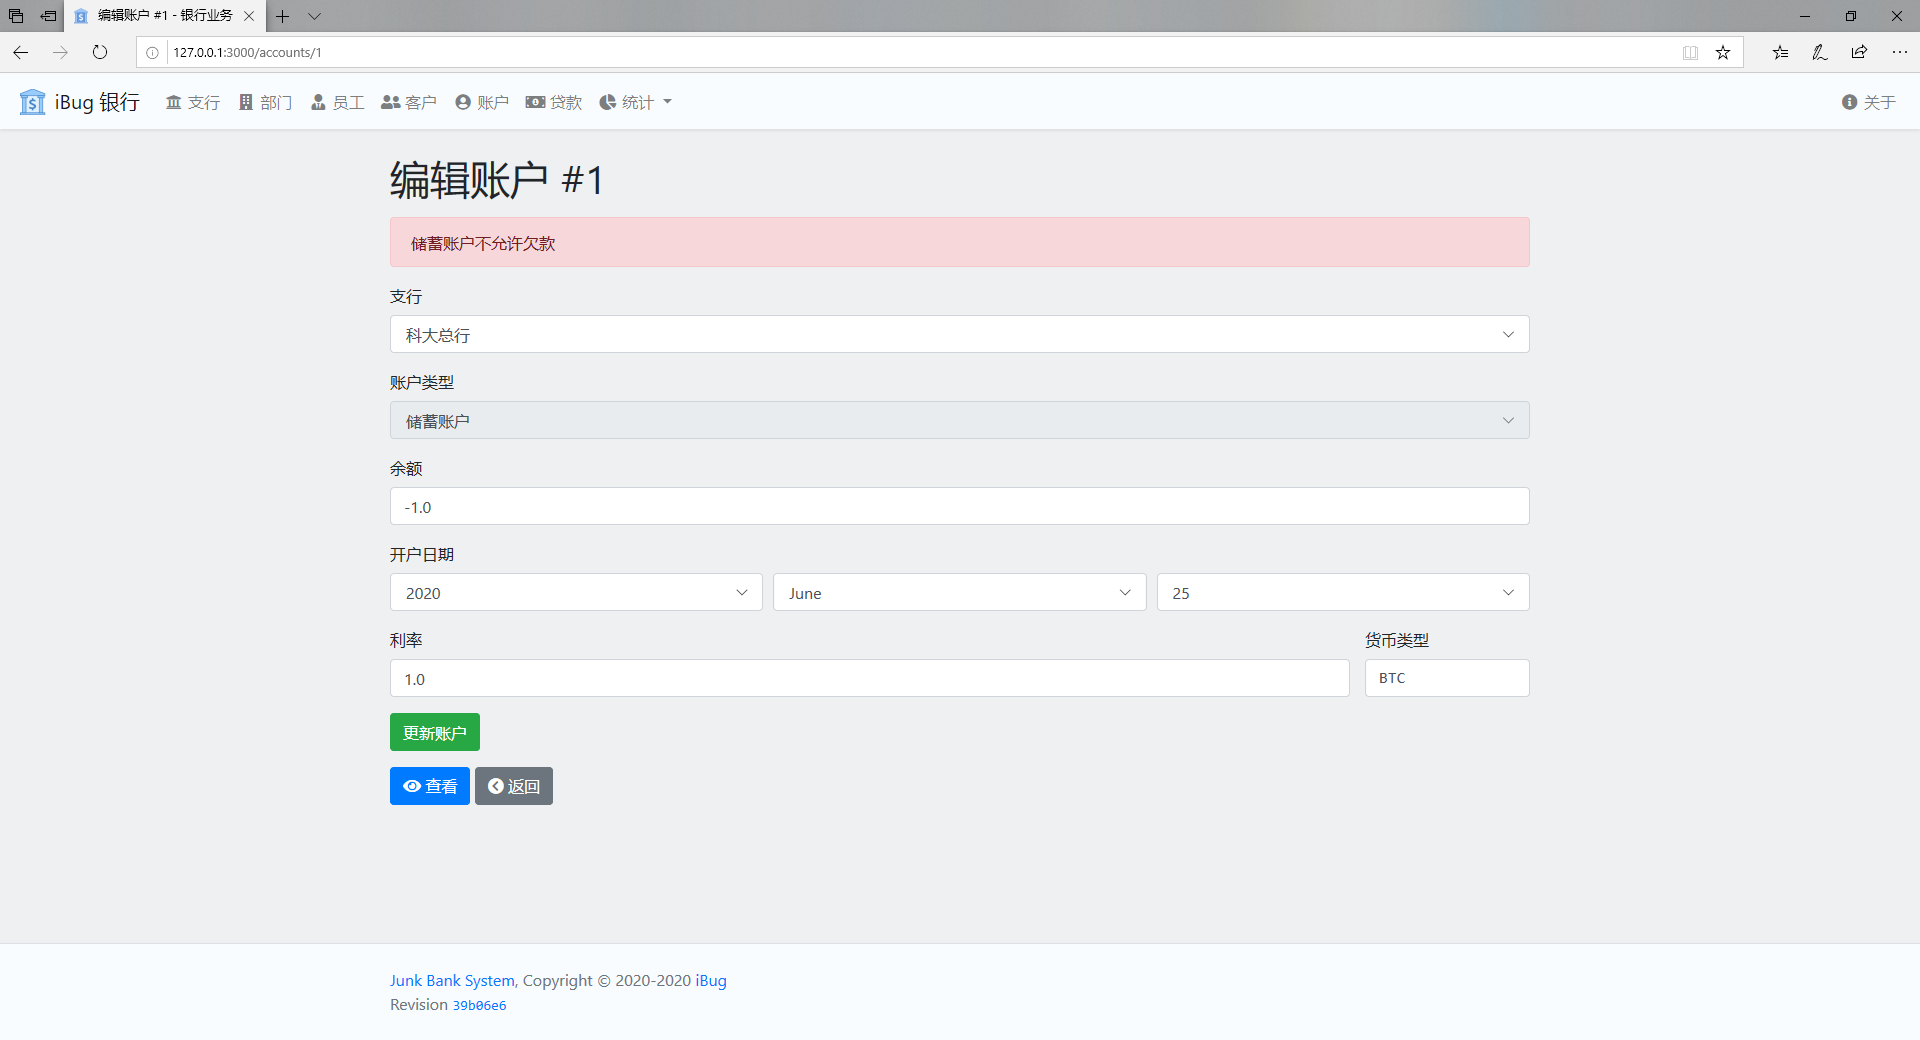 编辑账户 #1 - 银行业务
127.0.0.1:3000/accounts/1
iBug 银行 支行 部门 员工 客户 账户 贷款 统计 关于
编辑账户 #1
储蓄账户不允许欠款
支行
科大总行
账户类型
储蓄账户
余额
-1.0
开户日期
2020 June 25
利率 货币类型
1.0 BTC
更新账户
查看 返回
Junk Bank System, Copyright © 2020-2020 iBug
Revision 39b06e6